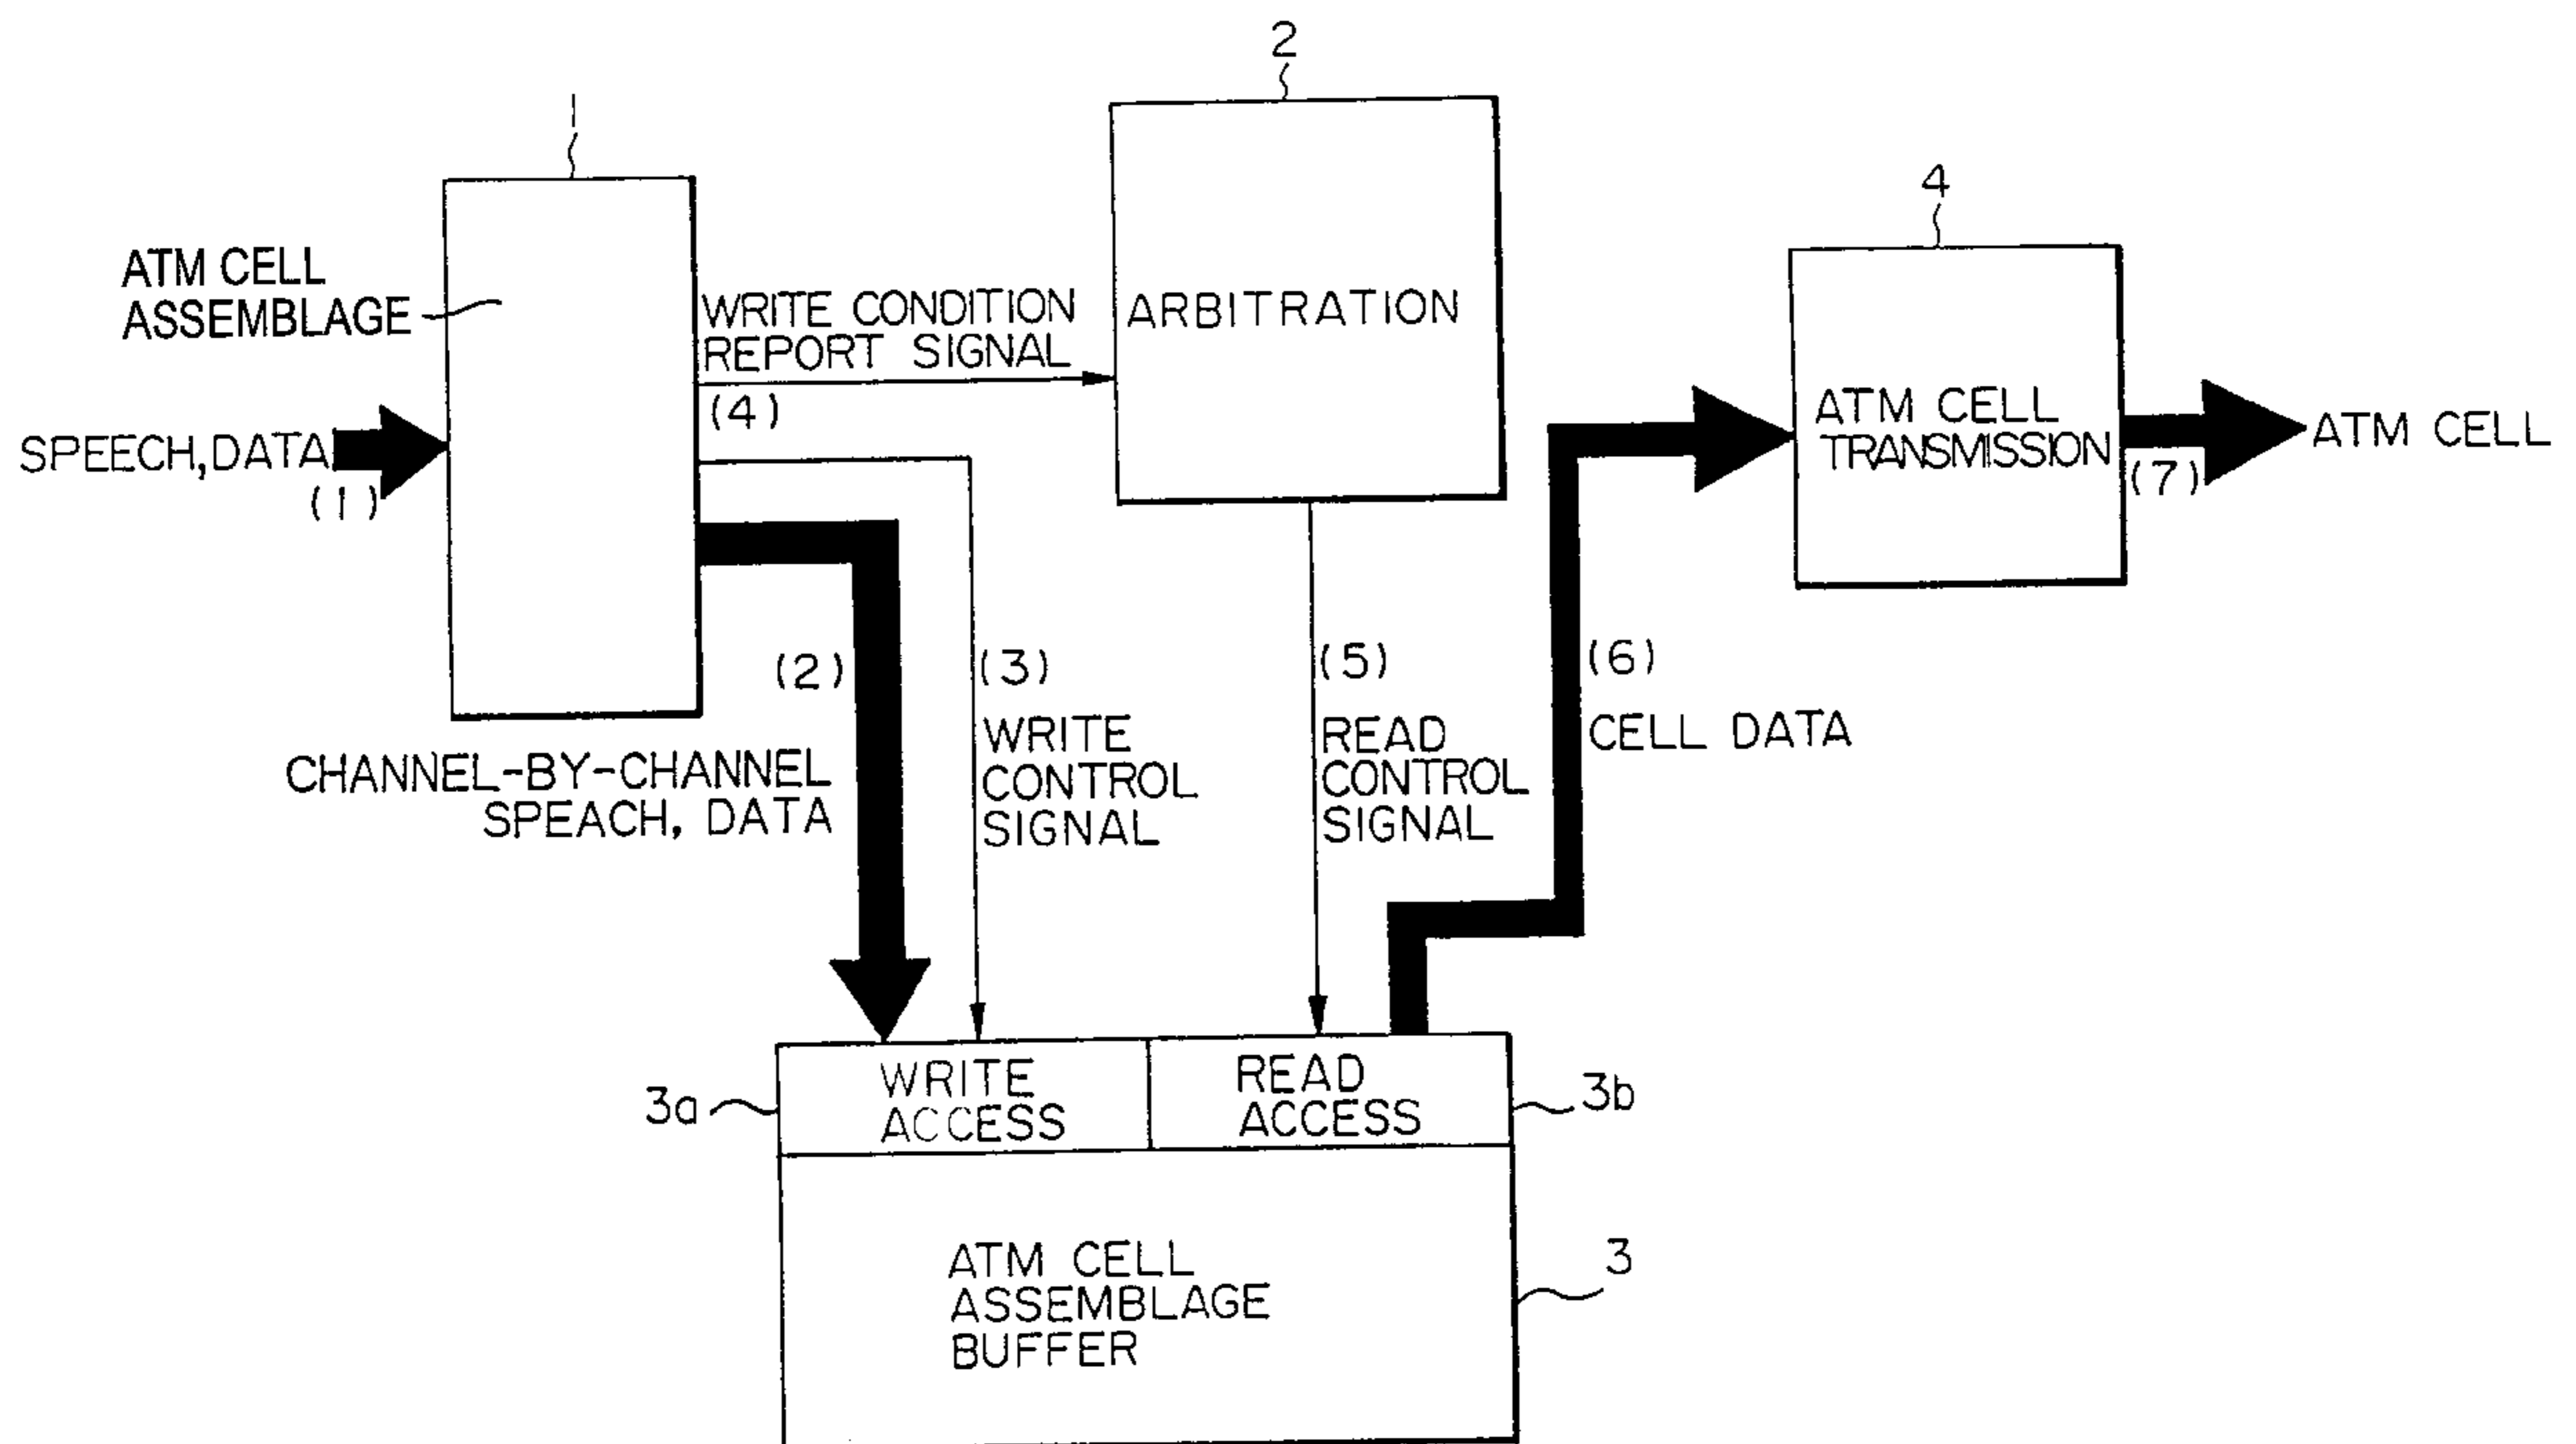 2
1
4
ATM CELL
ASSEMBLAGE
WRITE CONDITION
REPORT SIGNAL
(4)
ARBITRATION
SPEECH,DATA
(1)
ATM CELL
TRANSMISSION
(7)
ATM CELL
(2)
CHANNEL-BY-CHANNEL
SPEACH, DATA
(3)
WRITE
CONTROL
SIGNAL
(5)
READ
CONTROL
SIGNAL
(6)
CELL DATA
3a
WRITE
ACCESS
READ
ACCESS
3b
ATM CELL
ASSEMBLAGE
BUFFER
3